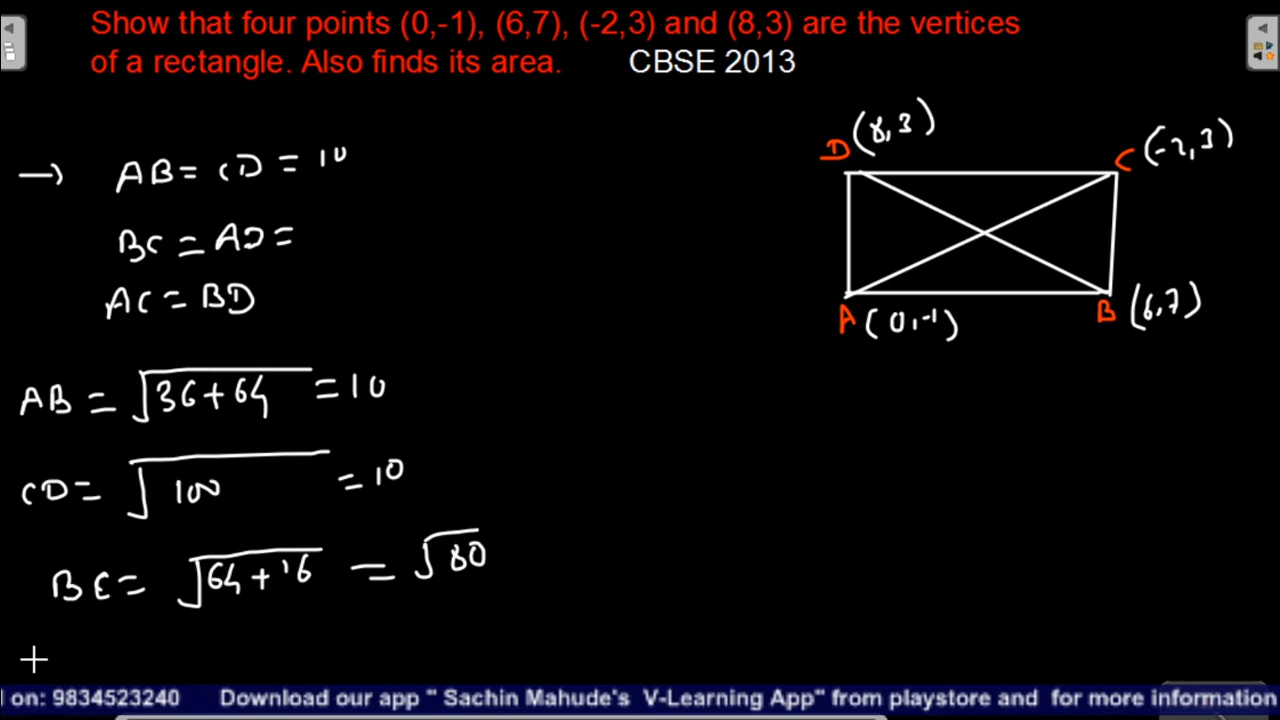 Show that four points (0,-1), (6,7), (-2,3) and (8,3) are the vertices
of a rectangle. Also finds its area. CBSE 2013
→ AB = CD = 10
BC = AD =
AC = BD
AB = √36+64 = 10
CD = √100 = 10
BC = √64+16 = √80
D (8,3)
C (-2,3)
A (0,-1)
B (6,7)
on: 9834523240 Download our app " Sachin Mahude's V-Learning App" from playstore and for more information